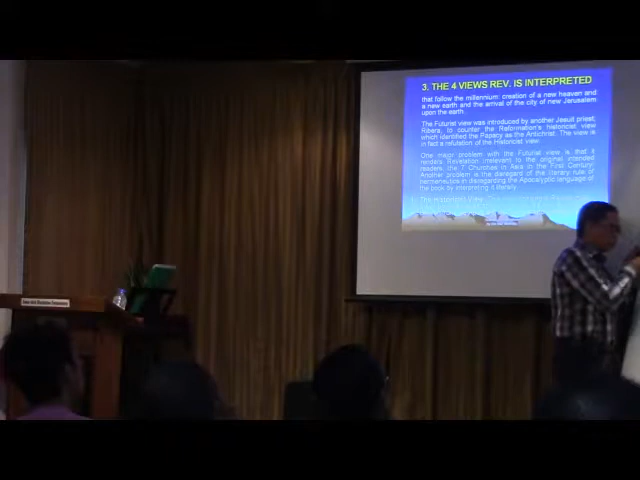 3. THE 4 VIEWS REV. IS INTERPRETED
that follow the millennium: creation of a new heaven and
a new earth and the arrival of the city of new Jerusalem
upon the earth.
The Futurist view was introduced by another Jesuit priest,
Ribera, to counter the Reformation's historicist view
which identified the Papacy as the Antichrist. The view is
in fact a refutation of the Historicist view.
One major problem with the Futurist view is that it
renders Revelation irrelevant to the original intended
readers, the 7 Churches in Asia in the First Century.
Another problem is the disregard of the literary rule of
hermeneutics in disregarding the Apocalyptic language of
the book by interpreting it literally.
The Historicist View